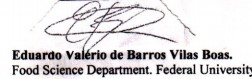 Eduardo Valério de Barros Vilas Boas.
Food Science Department. Federal University